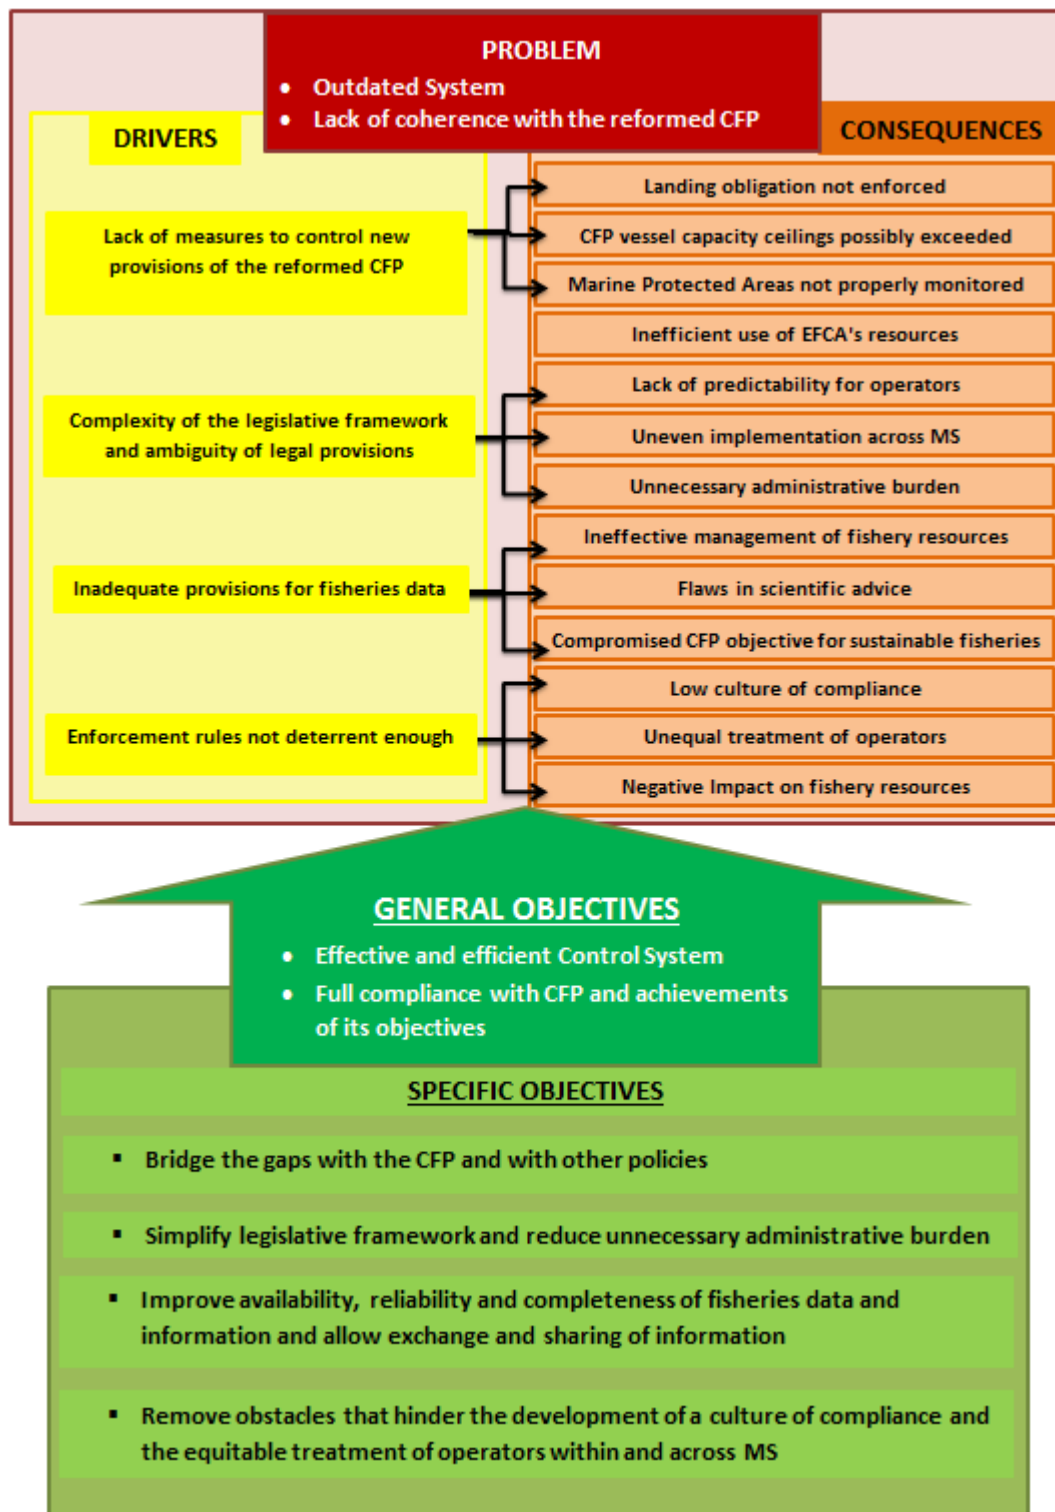 PROBLEM
• Outdated System
• Lack of coherence with the reformed CFP
DRIVERS
Lack of measures to control new
provisions of the reformed CFP
Complexity of the legislative framework
and ambiguity of legal provisions
Inadequate provisions for fisheries data
Enforcement rules not deterrent enough
CONSEQUENCES
Landing obligation not enforced
CFP vessel capacity ceilings possibly exceeded
Marine Protected Areas not properly monitored
Inefficient use of EFCA's resources
Lack of predictability for operators
Uneven implementation across MS
Unnecessary administrative burden
Ineffective management of fishery resources
Flaws in scientific advice
Compromised CFP objective for sustainable fisheries
Low culture of compliance
Unequal treatment of operators
Negative Impact on fishery resources
GENERAL OBJECTIVES
• Effective and efficient Control System
• Full compliance with CFP and achievements
of its objectives
SPECIFIC OBJECTIVES
▪ Bridge the gaps with the CFP and with other policies
▪ Simplify legislative framework and reduce unnecessary administrative burden
▪ Improve availability, reliability and completeness of fisheries data and
information and allow exchange and sharing of information
▪ Remove obstacles that hinder the development of a culture of compliance and
the equitable treatment of operators within and across MS